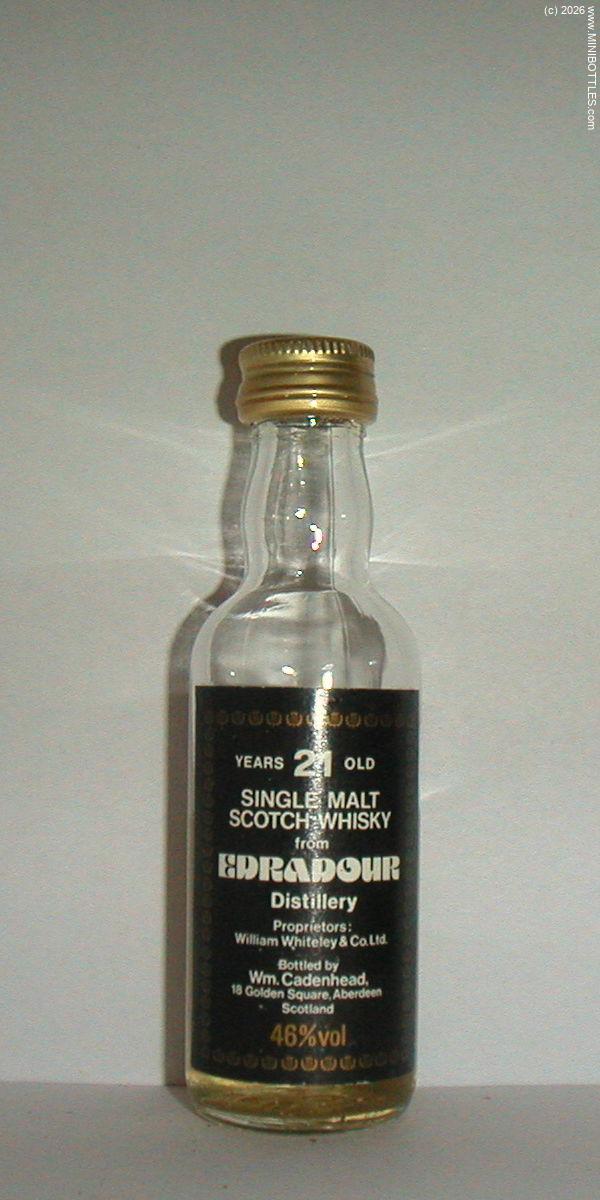 (c) 2026 www.MINIBOTTLES.com
YEARS 21 OLD
SINGLE MALT
SCOTCH WHISKY
from
EDRADOUR
Distillery
Proprietors:
William Whiteley & Co. Ltd.
Bottled by
Wm. Cadenhead,
18 Golden Square, Aberdeen
Scotland
46%vol